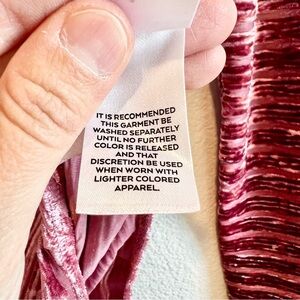 IT IS RECOMMENDED
THIS GARMENT BE
WASHED SEPARATELY
UNTIL NO FURTHER
COLOR IS RELEASED
AND THAT
DISCRETION BE USED
WHEN WORN WITH
LIGHTER COLORED
APPAREL.